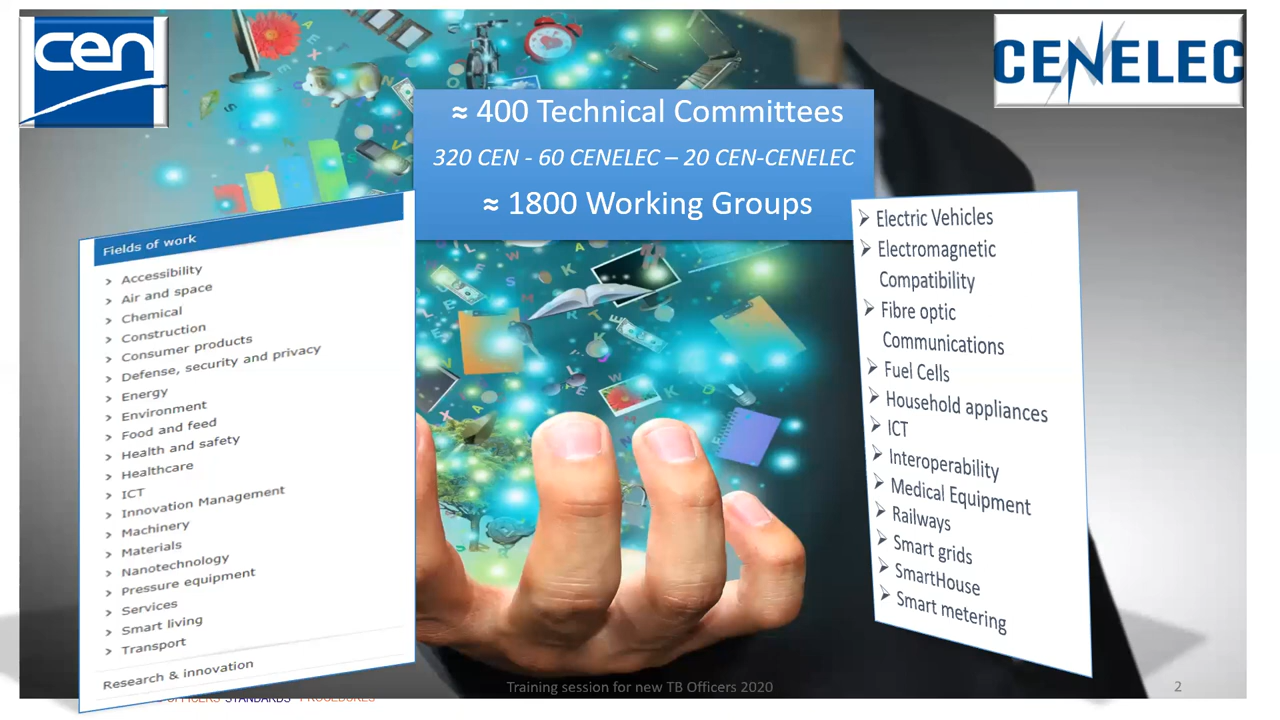 cen
CENELEC
≈ 400 Technical Committees
320 CEN - 60 CENELEC – 20 CEN-CENELEC
≈ 1800 Working Groups
Fields of work
Accessibility
Air and space
Chemical
Construction
Consumer products
Defense, security and privacy
Energy
Environment
Food and feed
Health and safety
Healthcare
ICT
Innovation Management
Machinery
Materials
Nanotechnology
Pressure equipment
Services
Smart living
Transport
Research & innovation
Electric Vehicles
Electromagnetic
Compatibility
Fibre optic
Communications
Fuel Cells
Household appliances
ICT
Interoperability
Medical Equipment
Railways
Smart grids
SmartHouse
Smart metering
Training session for new TB Officers 2020
2